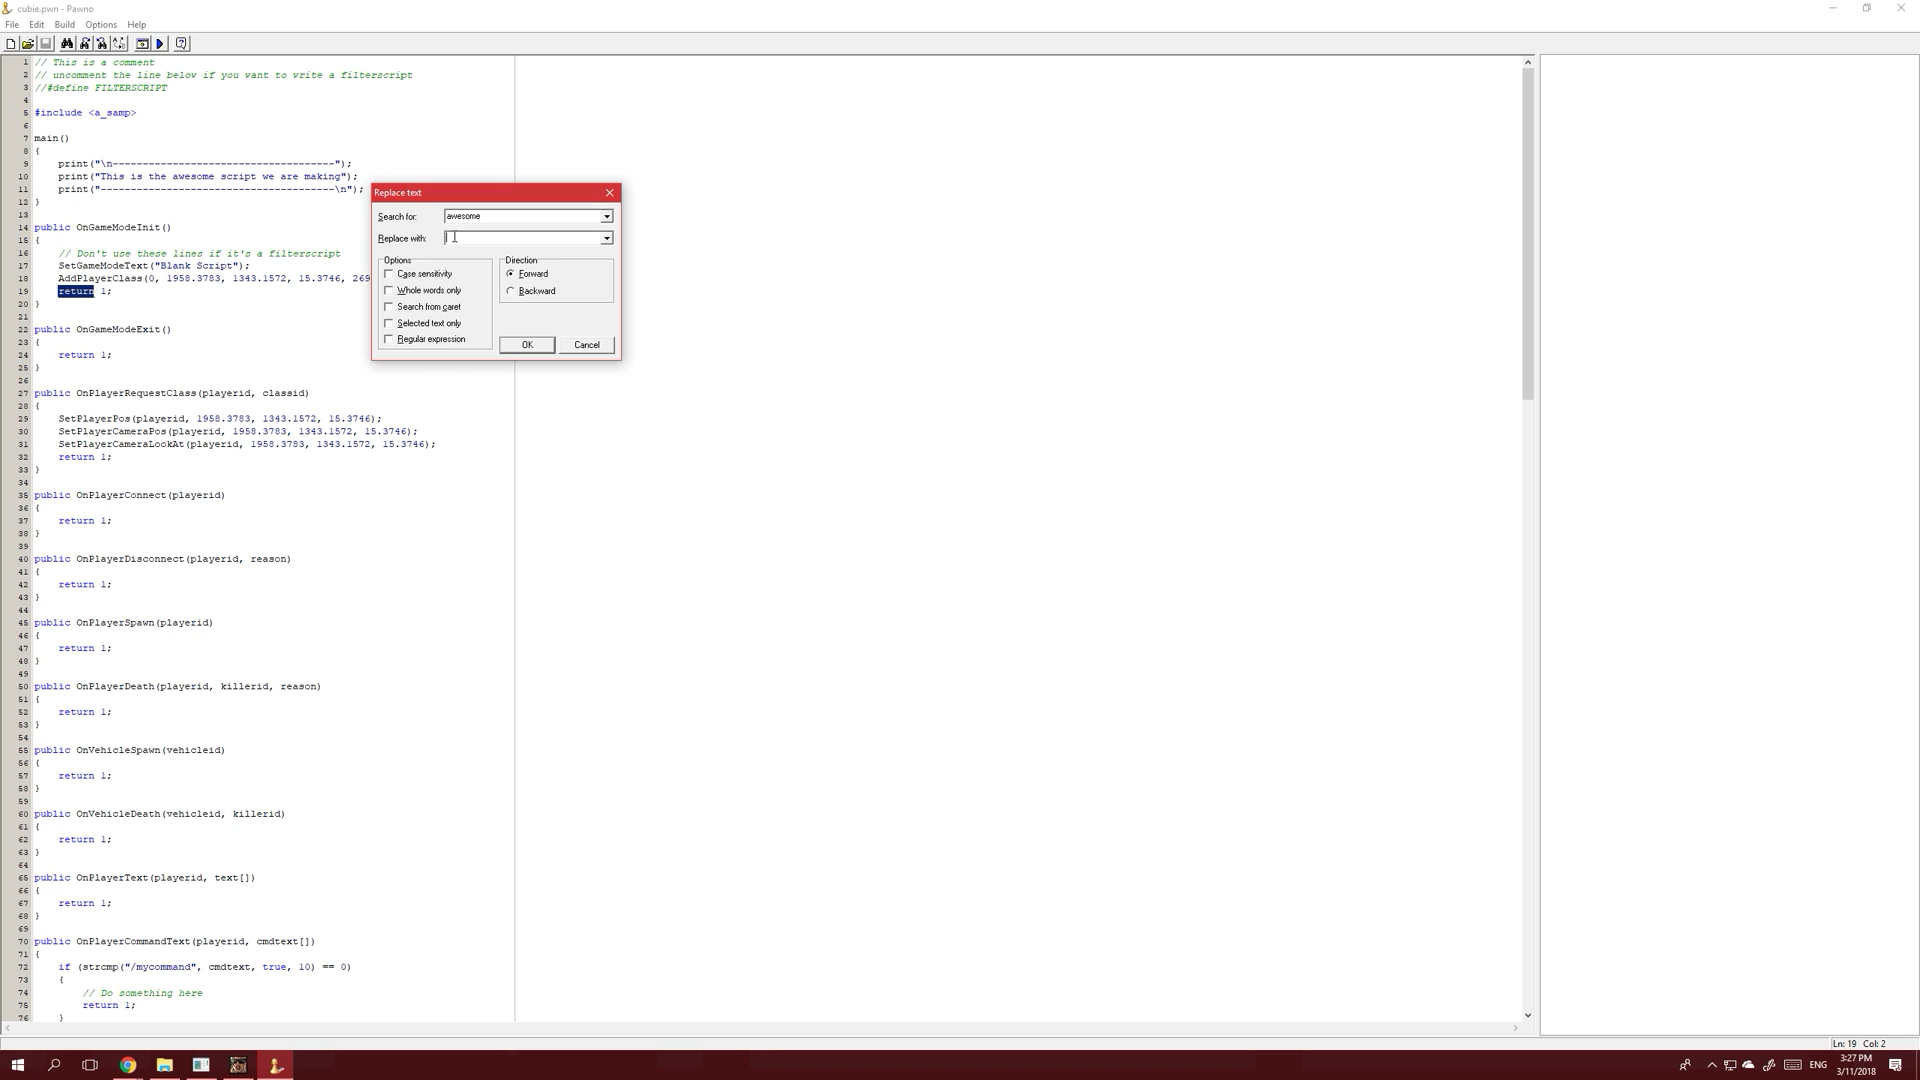 cubie.pwn - Pawno
File Edit Build Options Help
1 // This is a comment
2 // uncomment the line below if you want to write a filterscript
3 //#define FILTERSCRIPT
4
5 #include <a_samp>
6
7 main()
8 {
9 print("\n-------------------------------------");
10 print("This is the awesome script we are making");
11 print("---------------------------------------\n");
12 }
13
14 public OnGameModeInit()
15 {
16 // Don't use these lines if it's a filterscript
17 SetGameModeText("Blank Script");
18 AddPlayerClass(0, 1958.3783, 1343.1572, 15.3746, 269
19 return 1;
20 }
21
22 public OnGameModeExit()
23 {
24 return 1;
25 }
26
27 public OnPlayerRequestClass(playerid, classid)
28 {
29 SetPlayerPos(playerid, 1958.3783, 1343.1572, 15.3746);
30 SetPlayerCameraPos(playerid, 1958.3783, 1343.1572, 15.3746);
31 SetPlayerCameraLookAt(playerid, 1958.3783, 1343.1572, 15.3746);
32 return 1;
33 }
34
35 public OnPlayerConnect(playerid)
36 {
37 return 1;
38 }
39
40 public OnPlayerDisconnect(playerid, reason)
41 {
42 return 1;
43 }
44
45 public OnPlayerSpawn(playerid)
46 {
47 return 1;
48 }
49
50 public OnPlayerDeath(playerid, killerid, reason)
51 {
52 return 1;
53 }
54
55 public OnVehicleSpawn(vehicleid)
56 {
57 return 1;
58 }
59
60 public OnVehicleDeath(vehicleid, killerid)
61 {
62 return 1;
63 }
64
65 public OnPlayerText(playerid, text[])
66 {
67 return 1;
68 }
69
70 public OnPlayerCommandText(playerid, cmdtext[])
71 {
72 if (strcmp("/mycommand", cmdtext, true, 10) == 0)
73 {
74 // Do something here
75 return 1;
76 }
Replace text
Search for: awesome
Replace with:
Options
Case sensitivity
Whole words only
Search from caret
Selected text only
Regular expression
Direction
Forward
Backward
OK Cancel
Ln: 19 Col: 2
ENG
3:27 PM
3/11/2018